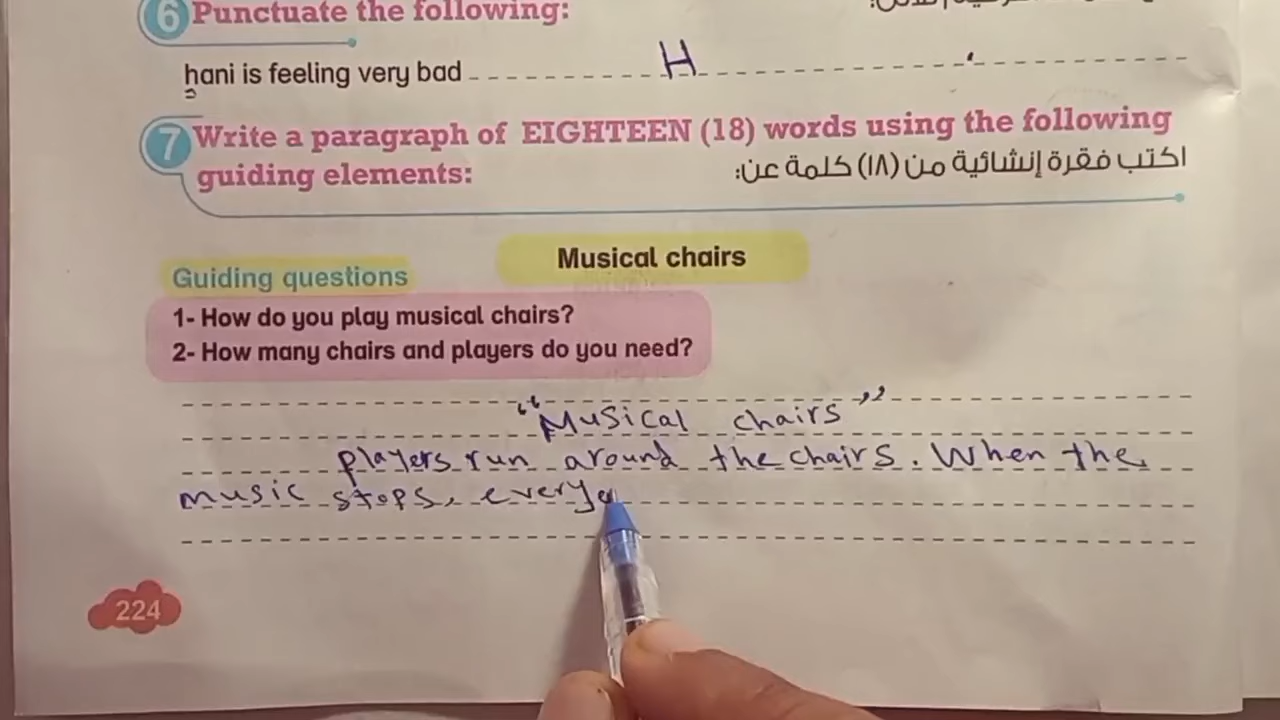 6 Punctuate the following:
hani is feeling very bad H .
7 Write a paragraph of EIGHTEEN (18) words using the following
guiding elements:
اكتب فقرة إنشائية من (١٨) كلمة عن:
Musical chairs
Guiding questions
1- How do you play musical chairs?
2- How many chairs and players do you need?
"Musical chairs"
players run around the chairs. When the
music stops, everyo
224